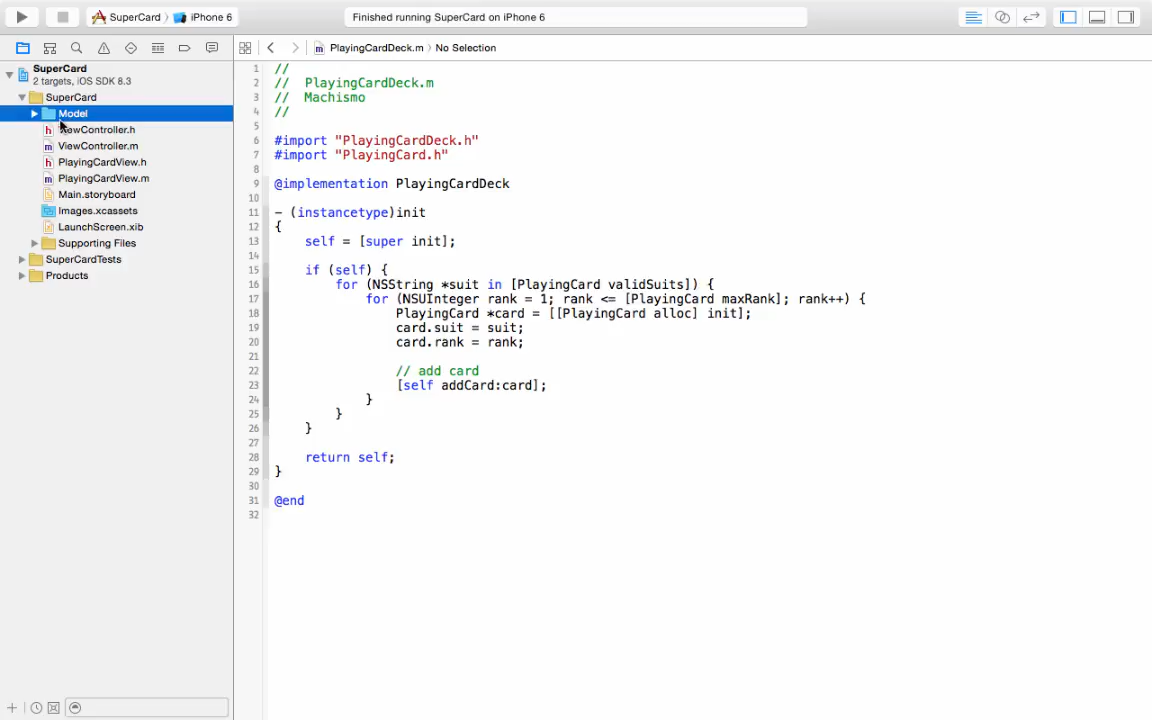 SuperCard
iPhone 6
Finished running SuperCard on iPhone 6
PlayingCardDeck.m
No Selection
SuperCard
2 targets, iOS SDK 8.3
SuperCard
Model
ViewController.h
ViewController.m
PlayingCardView.h
PlayingCardView.m
Main.storyboard
Images.xcassets
LaunchScreen.xib
Supporting Files
SuperCardTests
Products
1 //
2 //  PlayingCardDeck.m
3 //  Machismo
4 //
5
6 #import "PlayingCardDeck.h"
7 #import "PlayingCard.h"
8
9 @implementation PlayingCardDeck
10
11 - (instancetype)init
12 {
13     self = [super init];
14
15     if (self) {
16         for (NSString *suit in [PlayingCard validSuits]) {
17             for (NSUInteger rank = 1; rank <= [PlayingCard maxRank]; rank++) {
18                 PlayingCard *card = [[PlayingCard alloc] init];
19                 card.suit = suit;
20                 card.rank = rank;
21
22                 // add card
23                 [self addCard:card];
24             }
25         }
26     }
27
28     return self;
29 }
30
31 @end
32